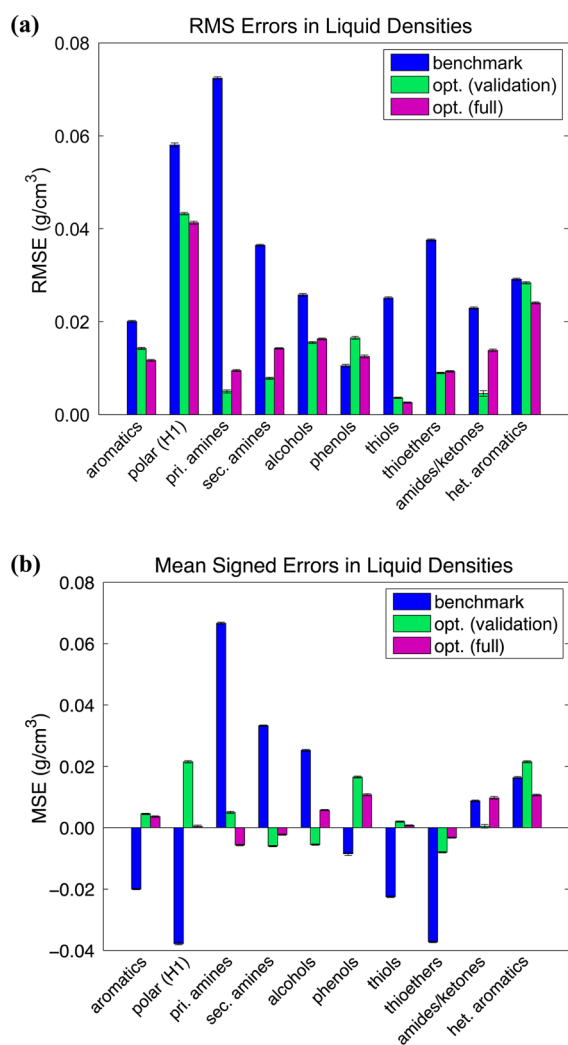 (a)
RMS Errors in Liquid Densities
0.08
0.06
0.04
0.02
0.00
RMSE (g/cm³)
benchmark
opt. (validation)
opt. (full)
aromatics
polar (H1)
pri. amines
sec. amines
alcohols
phenols
thiols
thioethers
amides/ketones
het. aromatics
(b)
Mean Signed Errors in Liquid Densities
0.08
0.06
0.04
0.02
0.00
−0.02
−0.04
MSE (g/cm³)
benchmark
opt. (validation)
opt. (full)
aromatics
polar (H1)
pri. amines
sec. amines
alcohols
phenols
thiols
thioethers
amides/ketones
het. aromatics